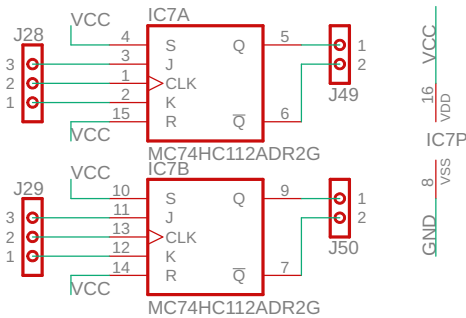 VCC IC7A VCC
J28 4 S Q 5 1
3 3 J 2
2 1 CLK
1 2 K J49
15 R Q 6
VCC
MC74HC112ADR2G
16 VDD
IC7P
8 VSS
GND
VCC IC7B
J29 10 S Q 9 1
3 11 J 2
2 13 CLK
1 12 K J50
14 R Q 7
VCC
MC74HC112ADR2G